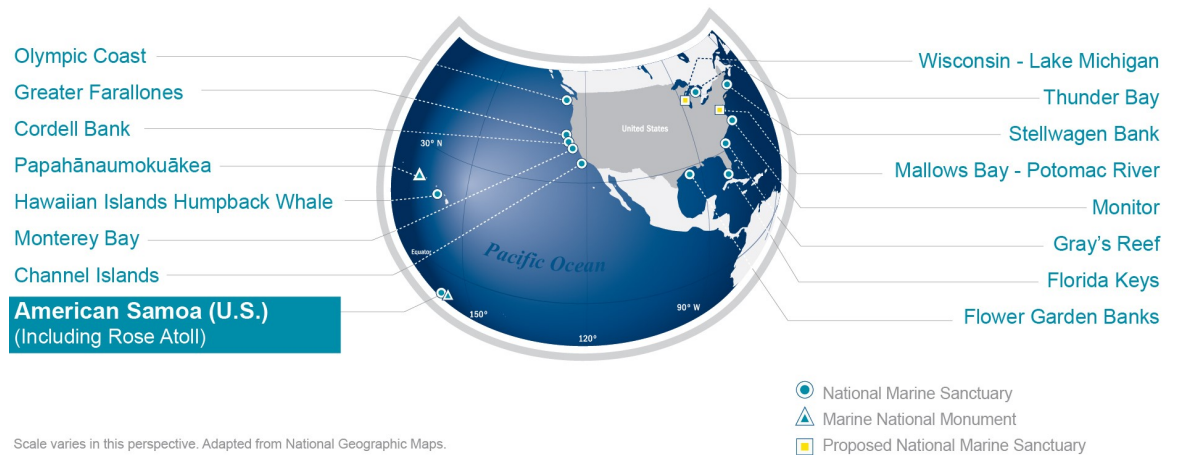 Olympic Coast
Greater Farallones
Cordell Bank
Papahānaumokuākea
Hawaiian Islands Humpback Whale
Monterey Bay
Channel Islands
American Samoa (U.S.)
(Including Rose Atoll)
United States
30° N
Equator
Pacific Ocean
150°
120°
90° W
Wisconsin - Lake Michigan
Thunder Bay
Stellwagen Bank
Mallows Bay - Potomac River
Monitor
Gray's Reef
Florida Keys
Flower Garden Banks
National Marine Sanctuary
Marine National Monument
Proposed National Marine Sanctuary
Scale varies in this perspective. Adapted from National Geographic Maps.